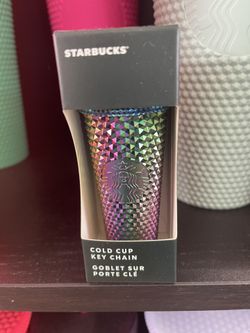 STARBUCKS®
COLD CUP
KEY CHAIN
GOBLET SUR
PORTE CLÉ